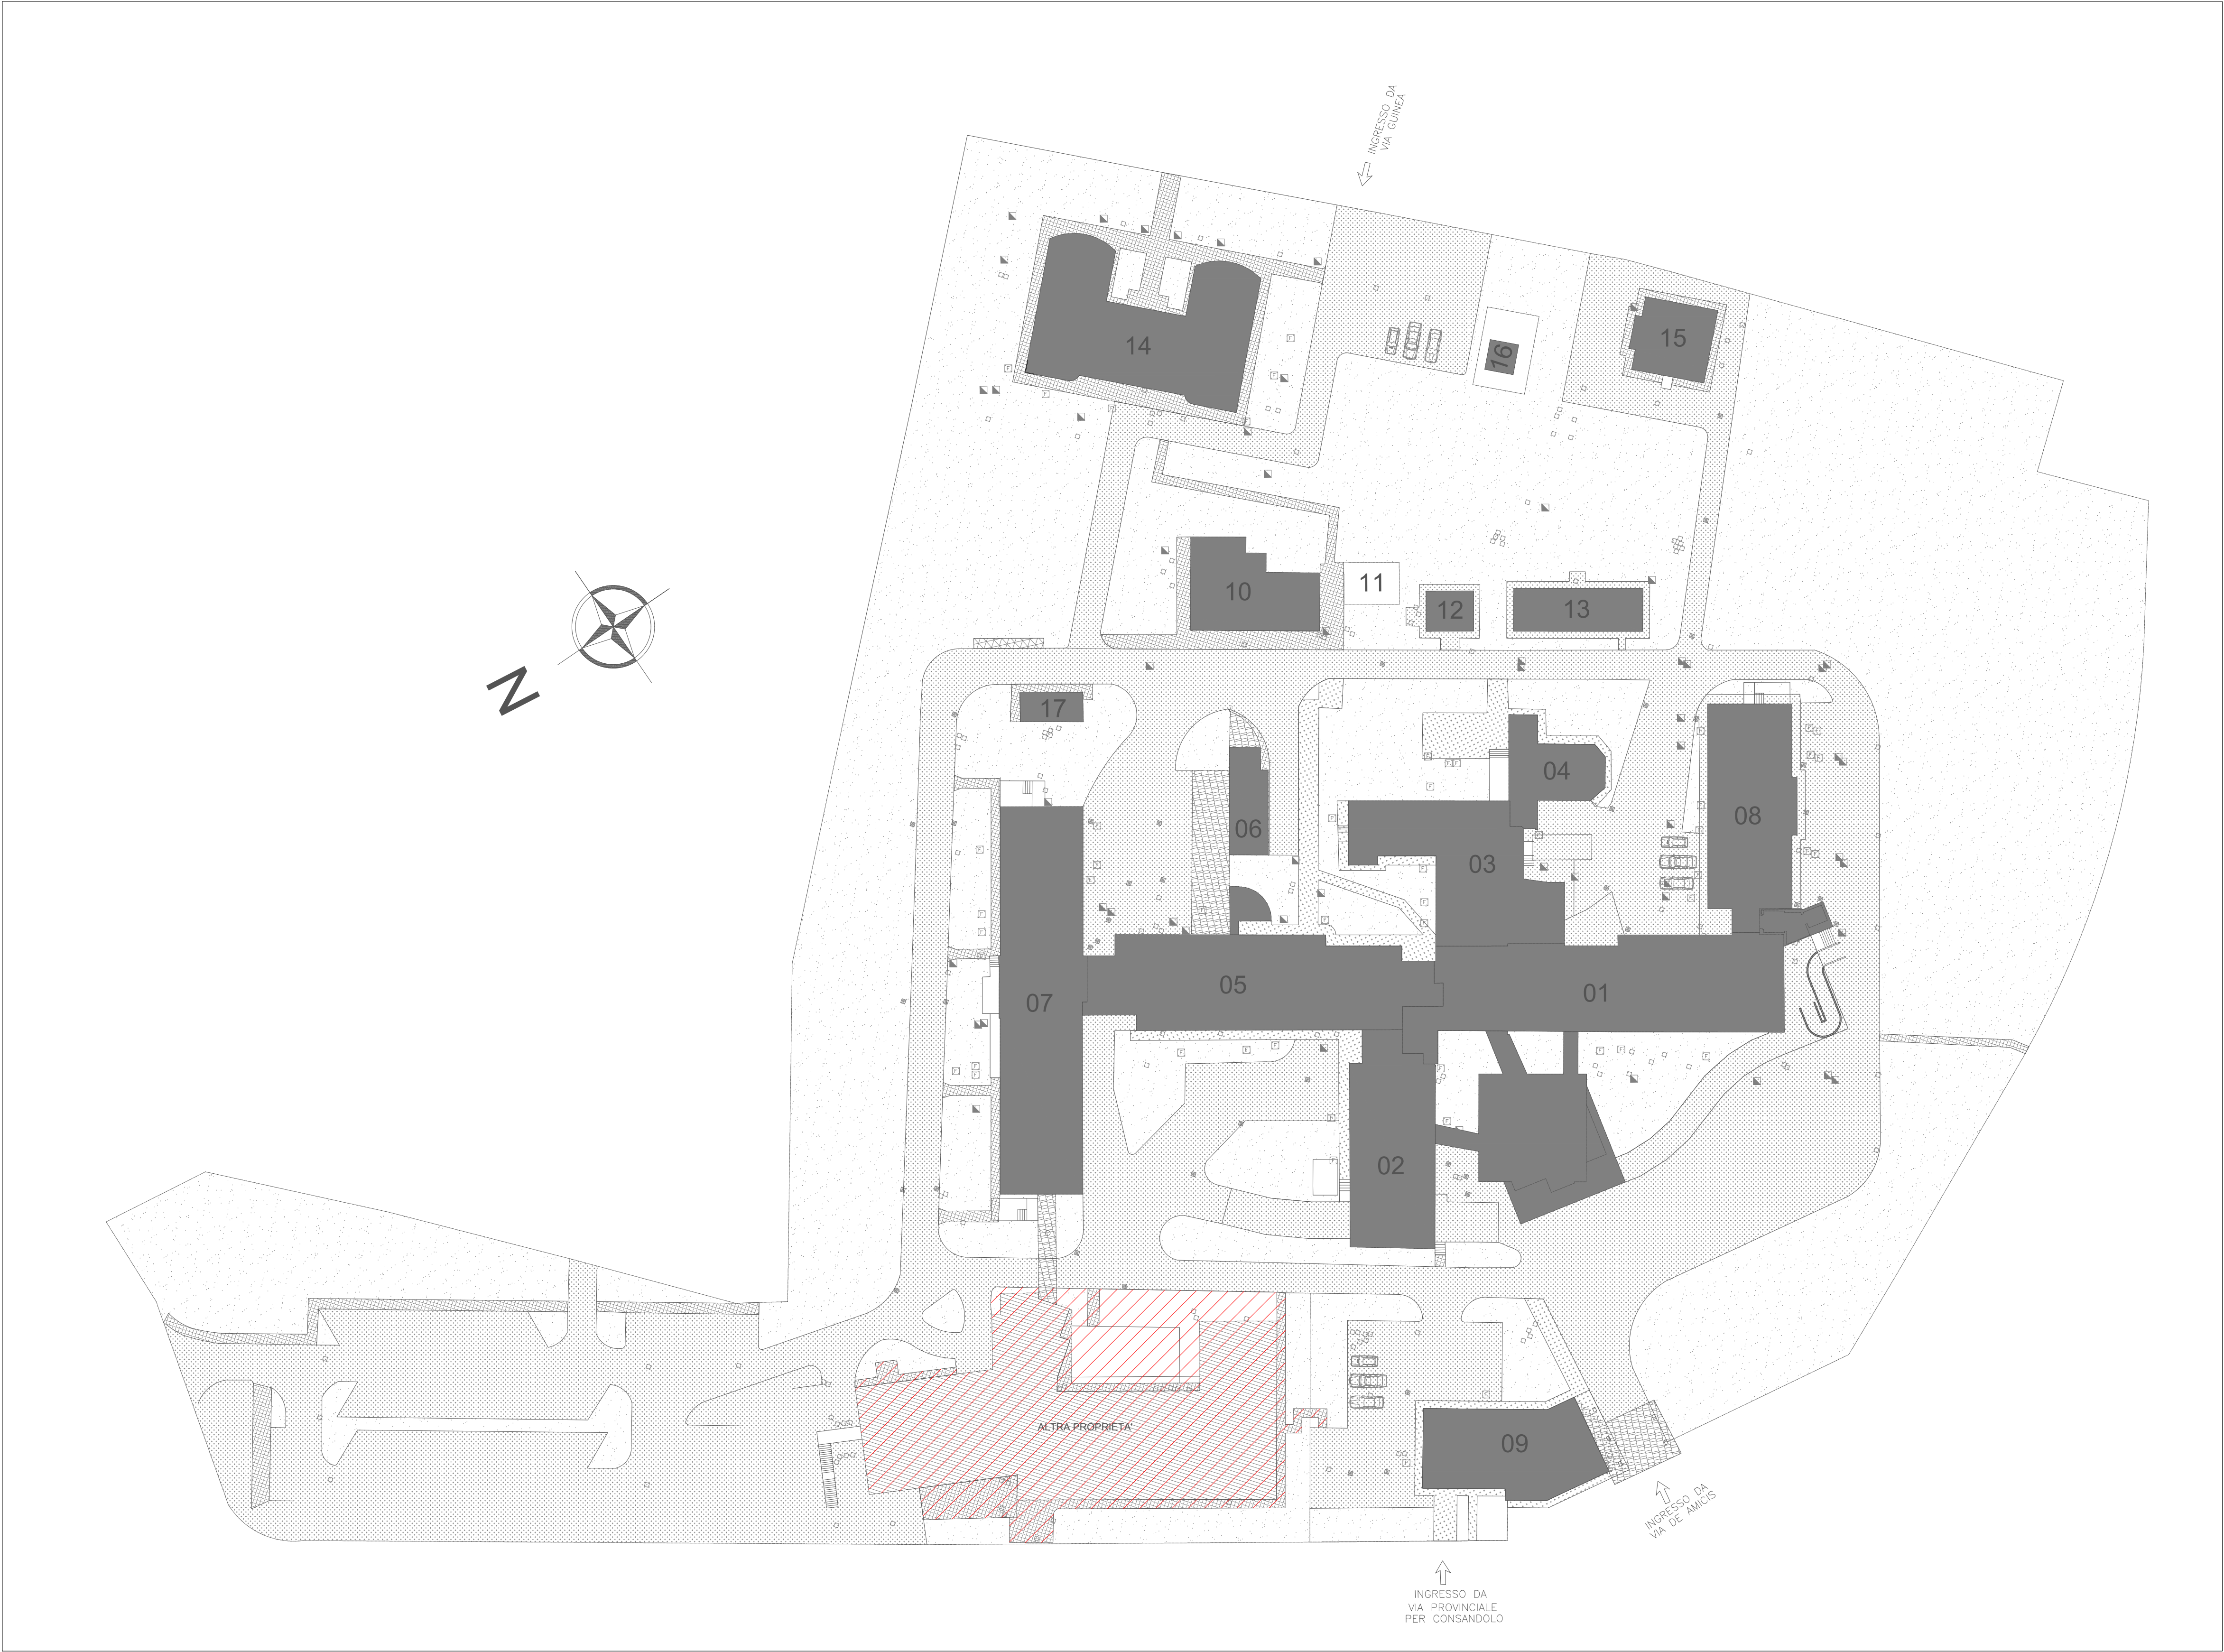 INGRESSO DA
VIA GUINEA
14
16
15
10
11
12
13
N
17
04
06
08
03
05
01
07
02
ALTRA PROPRIETA'
09
INGRESSO DA
VIA DE AMICIS
INGRESSO DA
VIA PROVINCIALE
PER CONSANDOLO